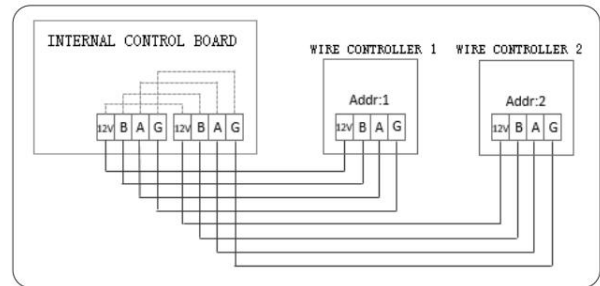 INTERNAL CONTROL BOARD
WIRE CONTROLLER 1
WIRE CONTROLLER 2
Addr:1
Addr:2
12V B A G 12V B A G
12V B A G
12V B A G